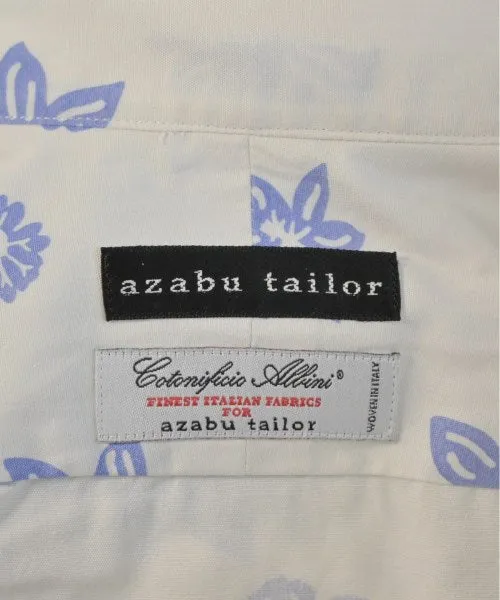 azabu tailor
Cotonificio Albini®
FINEST ITALIAN FABRICS
FOR
azabu tailor
WOVEN IN ITALY